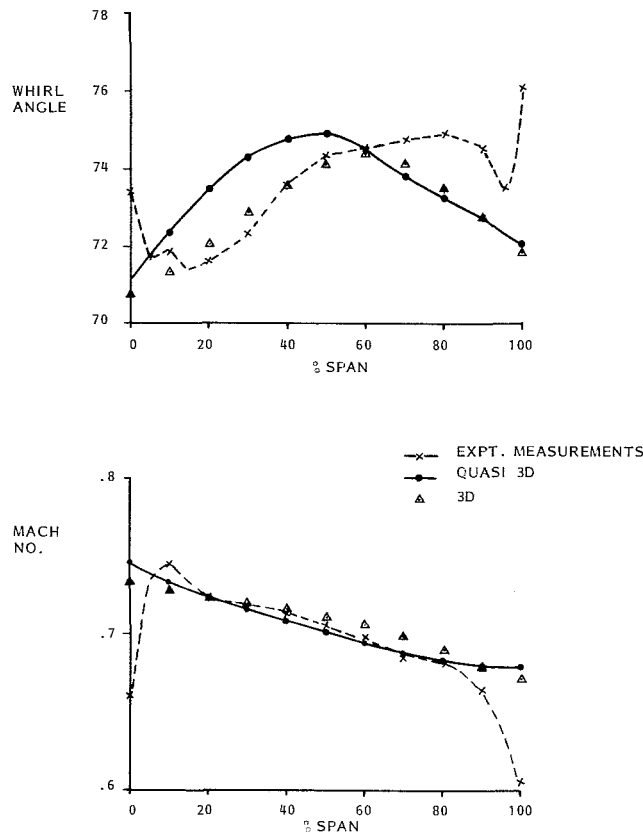 WHIRL
ANGLE
78
76
74
72
70
0 20 40 60 80 100
% SPAN
EXPT. MEASUREMENTS
QUASI 3D
3D
MACH
NO.
.8
.7
.6
0 20 40 60 80 100
% SPAN